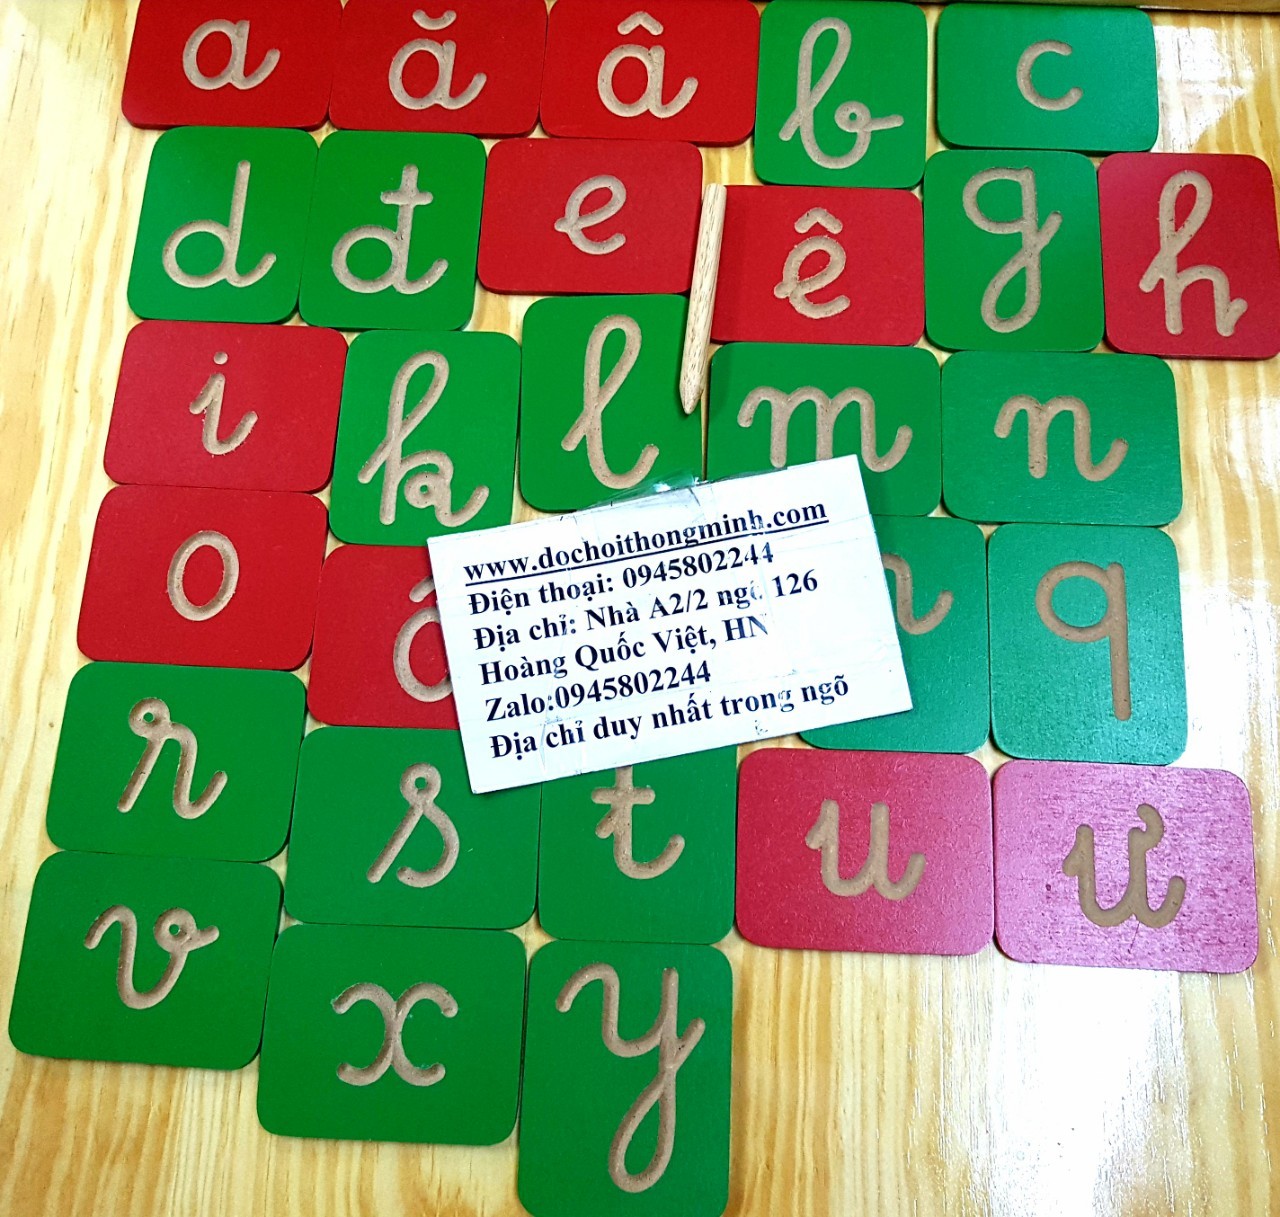 a ă â b c
d đ e ê g h
i k l m n
o q
www.dochoithongminh.com
Điện thoại: 0945802244
Địa chỉ: Nhà A2/2 ngõ 126
Hoàng Quốc Việt, HN
Zalo:0945802244
Địa chỉ duy nhất trong ngõ
r s t u ư
v x y